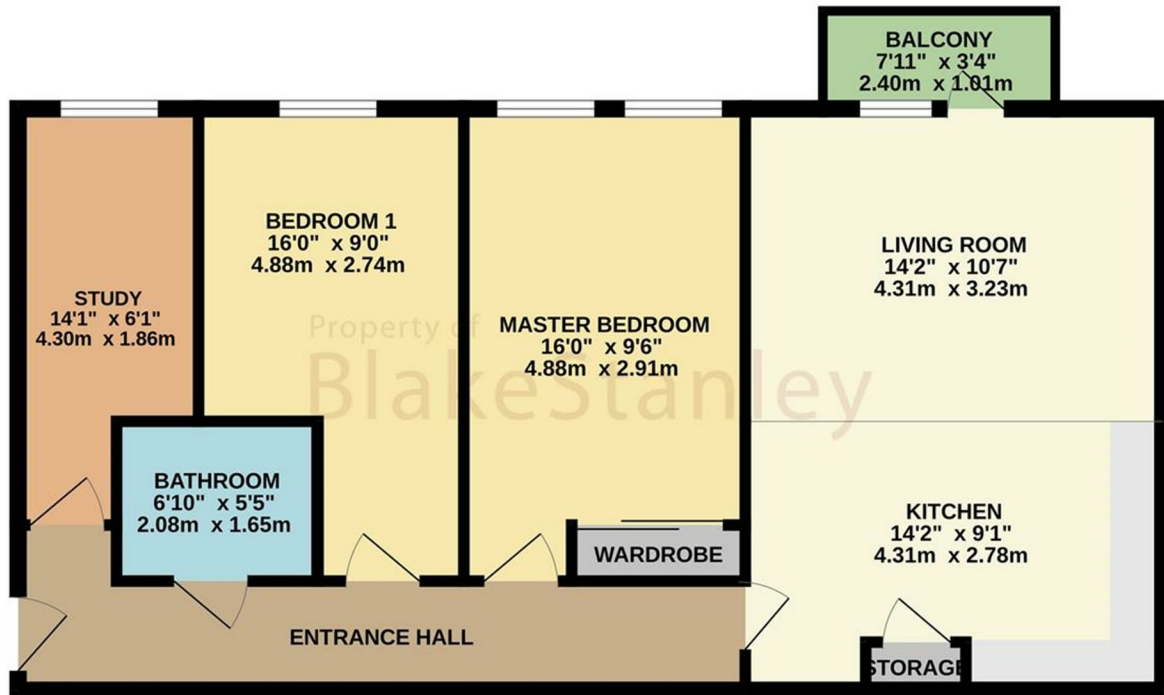 BALCONY
7'11" x 3'4"
2.40m x 1.01m
BEDROOM 1
16'0" x 9'0"
4.88m x 2.74m
LIVING ROOM
14'2" x 10'7"
4.31m x 3.23m
STUDY
14'1" x 6'1"
4.30m x 1.86m
MASTER BEDROOM
16'0" x 9'6"
4.88m x 2.91m
Property of
BlakeStanley
BATHROOM
6'10" x 5'5"
2.08m x 1.65m
KITCHEN
14'2" x 9'1"
4.31m x 2.78m
WARDROBE
ENTRANCE HALL
STORAGE